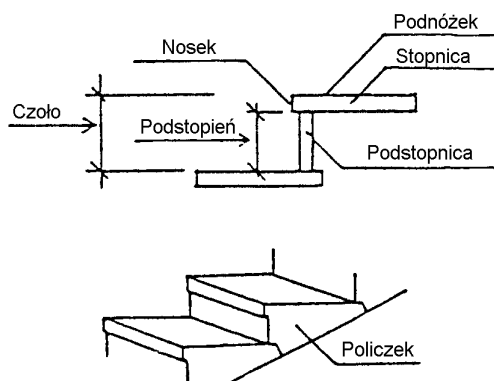 Podnóżek
Nosek
Stopnica
Czoło
Podstopień
Podstopnica
Policzek